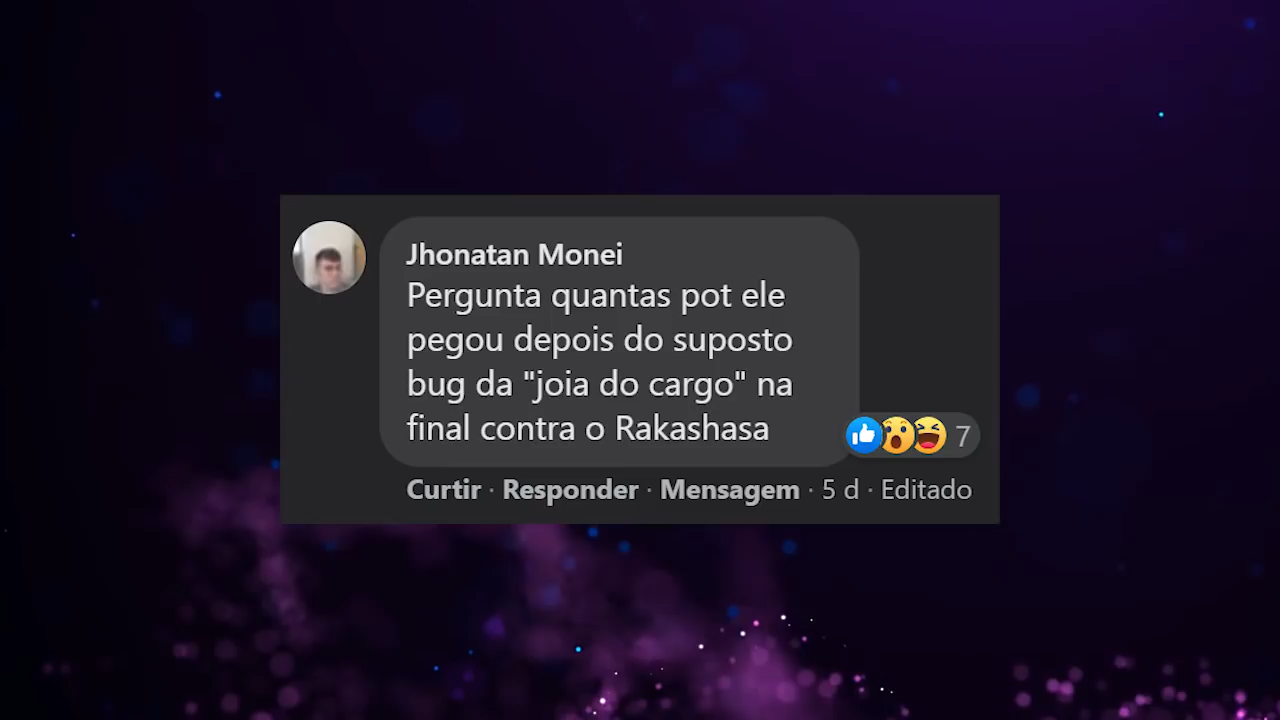 Jhonatan Monei
Pergunta quantas pot ele
pegou depois do suposto
bug da "joia do cargo" na
final contra o Rakashasa
7
Curtir · Responder · Mensagem · 5 d · Editado